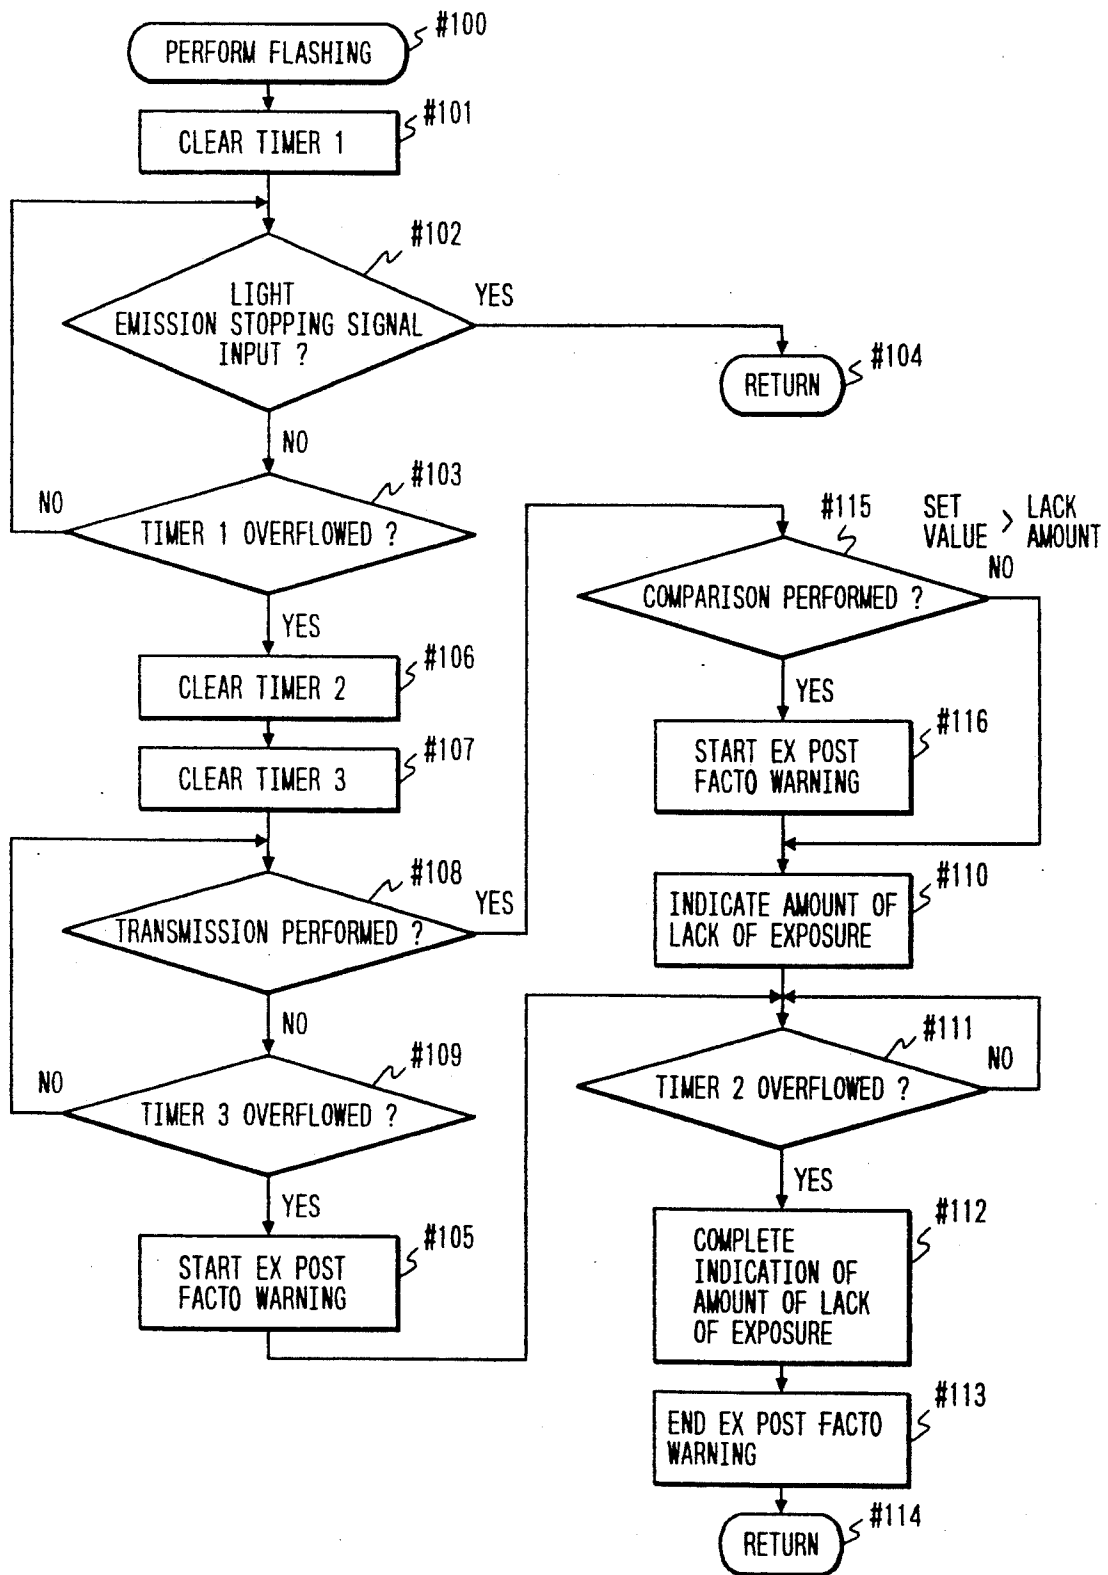 #100
PERFORM FLASHING
#101
CLEAR TIMER 1
#102
LIGHT
EMISSION STOPPING SIGNAL
INPUT ?
YES
#104
RETURN
NO
#103
TIMER 1 OVERFLOWED ?
NO
YES
#106
CLEAR TIMER 2
#107
CLEAR TIMER 3
#108
TRANSMISSION PERFORMED ?
YES
NO
#109
TIMER 3 OVERFLOWED ?
NO
YES
#105
START EX POST
FACTO WARNING
#115
SET VALUE > LACK AMOUNT
COMPARISON PERFORMED ?
NO
YES
#116
START EX POST
FACTO WARNING
#110
INDICATE AMOUNT OF
LACK OF EXPOSURE
#111
TIMER 2 OVERFLOWED ?
NO
YES
#112
COMPLETE
INDICATION OF
AMOUNT OF LACK
OF EXPOSURE
#113
END EX POST FACTO
WARNING
#114
RETURN